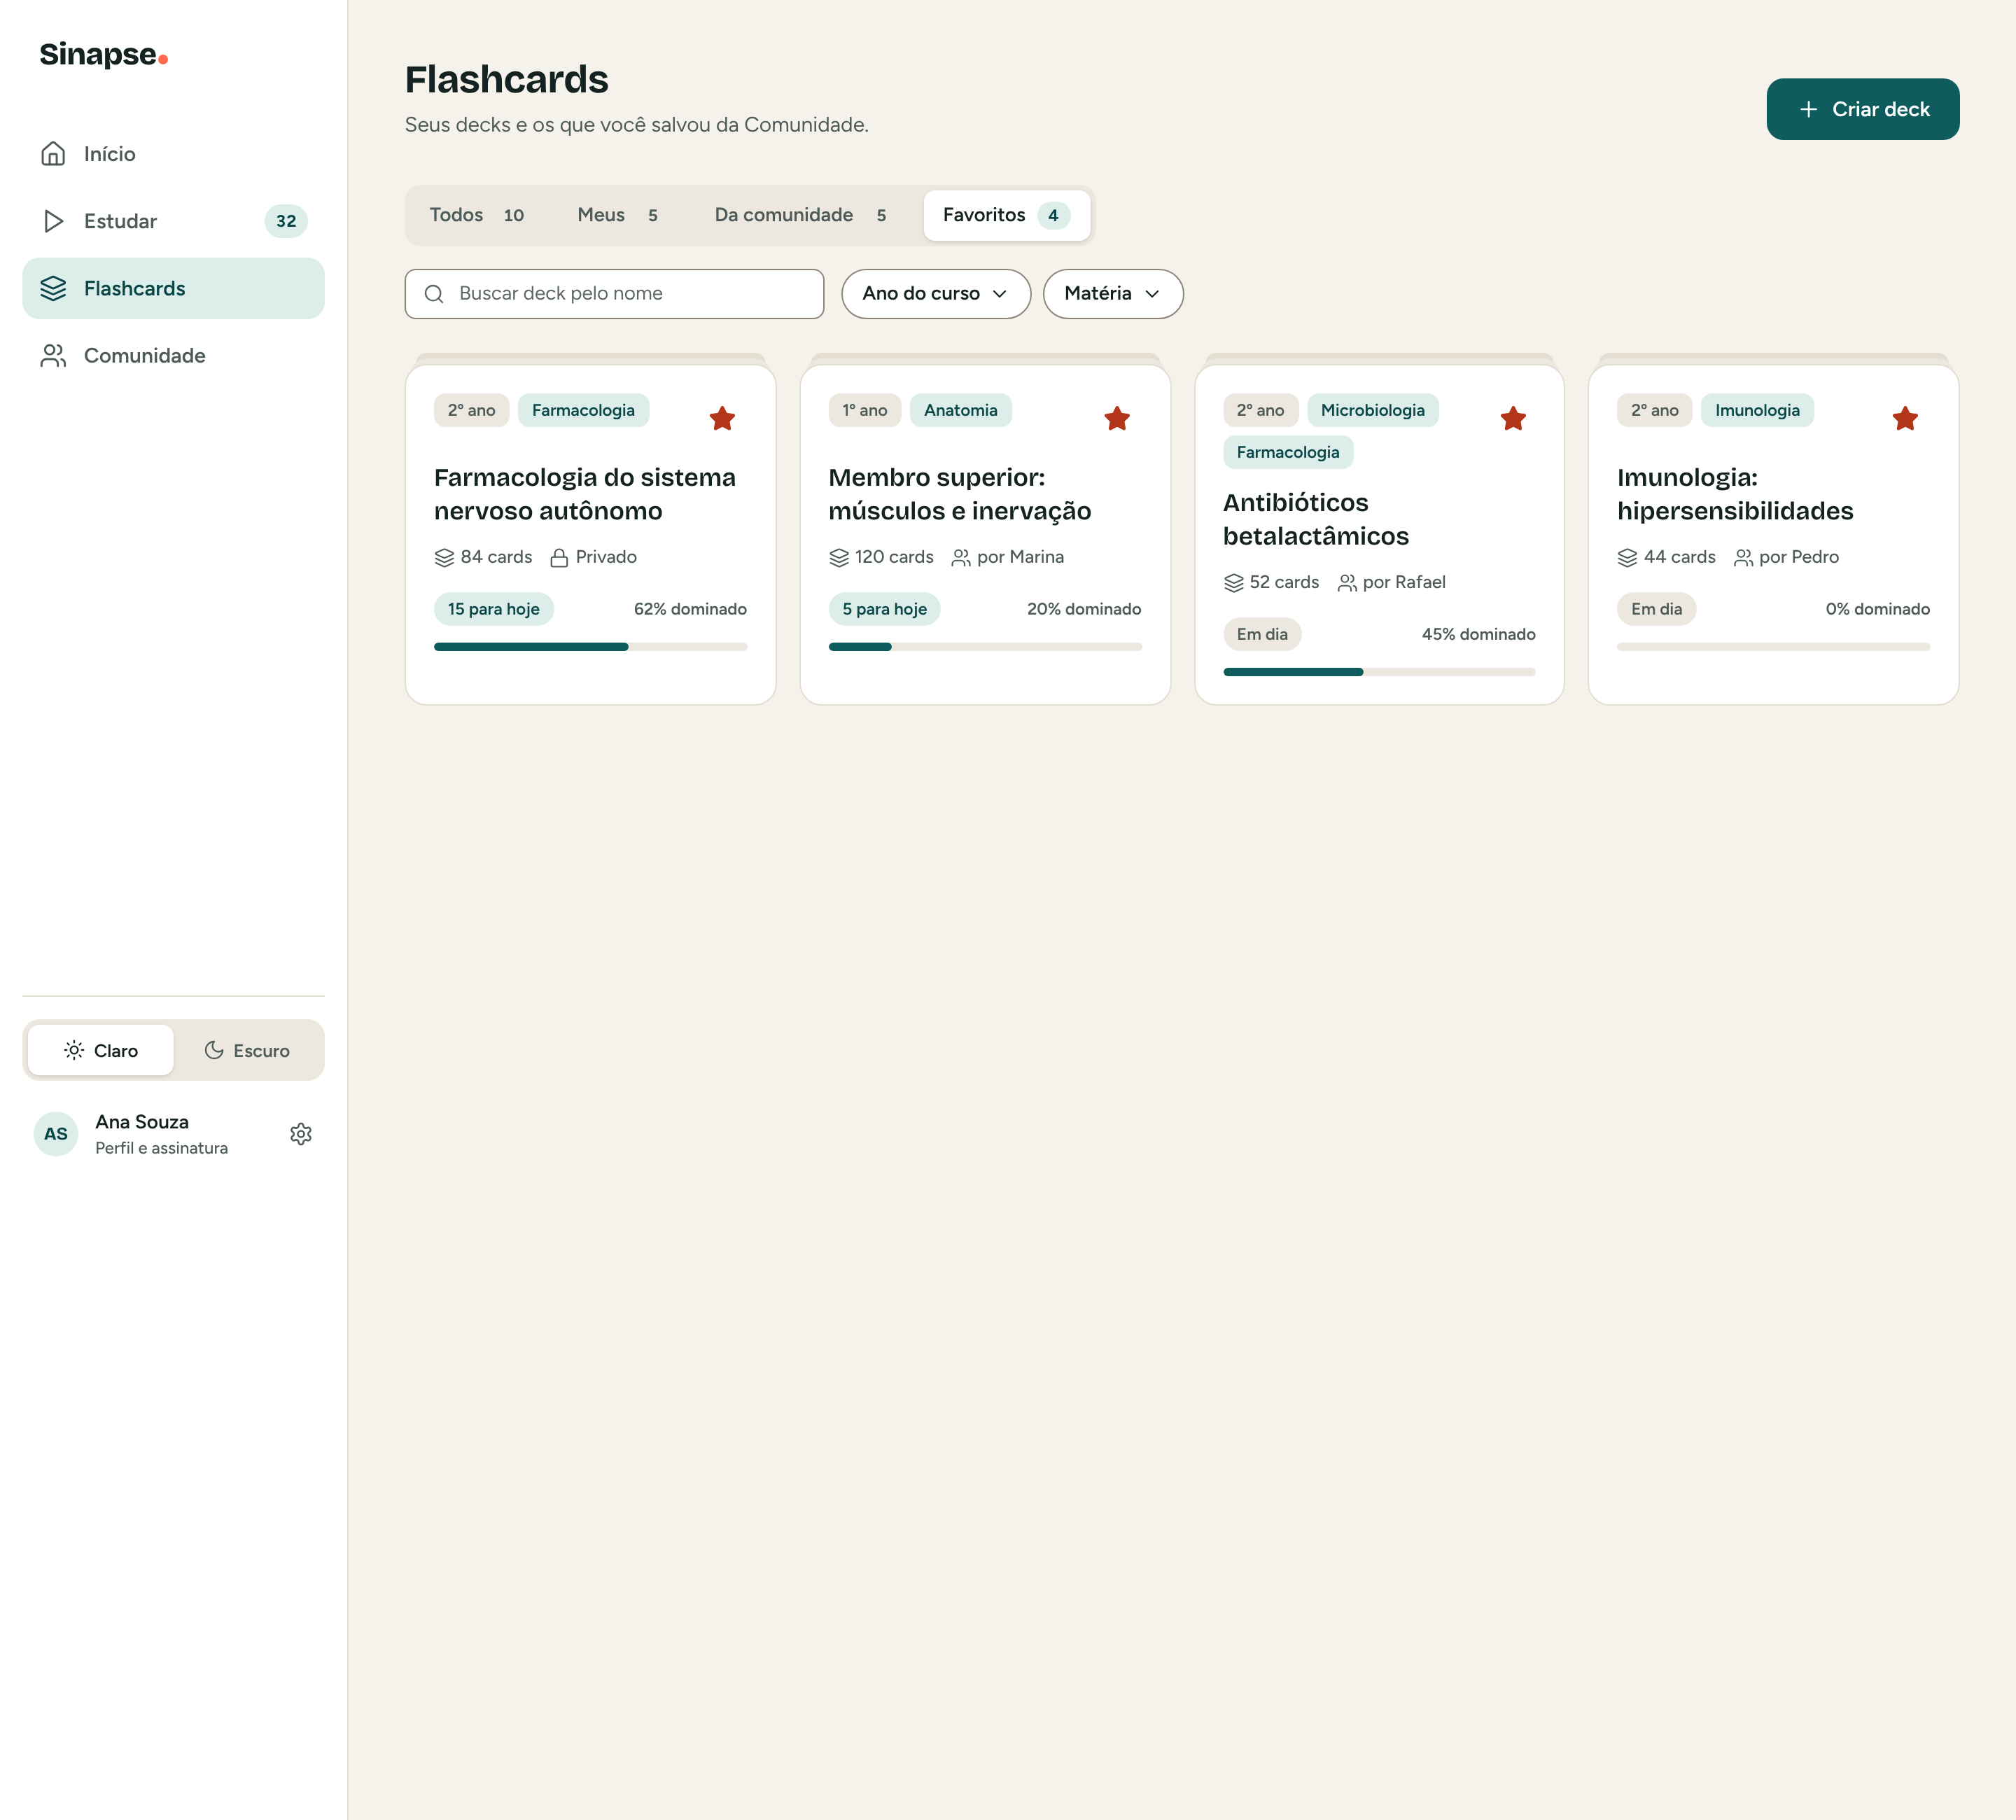 Sinapse.
Início
Estudar 32
Flashcards
Comunidade
Claro Escuro
AS
Ana Souza
Perfil e assinatura
Flashcards
Seus decks e os que você salvou da Comunidade.
Criar deck
Todos 10 Meus 5 Da comunidade 5 Favoritos 4
Buscar deck pelo nome Ano do curso Matéria
2º ano Farmacologia
Farmacologia do sistema
nervoso autônomo
84 cards Privado
15 para hoje 62% dominado
1º ano Anatomia
Membro superior:
músculos e inervação
120 cards por Marina
5 para hoje 20% dominado
2º ano Microbiologia
Farmacologia
Antibióticos
betalactâmicos
52 cards por Rafael
Em dia 45% dominado
2º ano Imunologia
Imunologia:
hipersensibilidades
44 cards por Pedro
Em dia 0% dominado